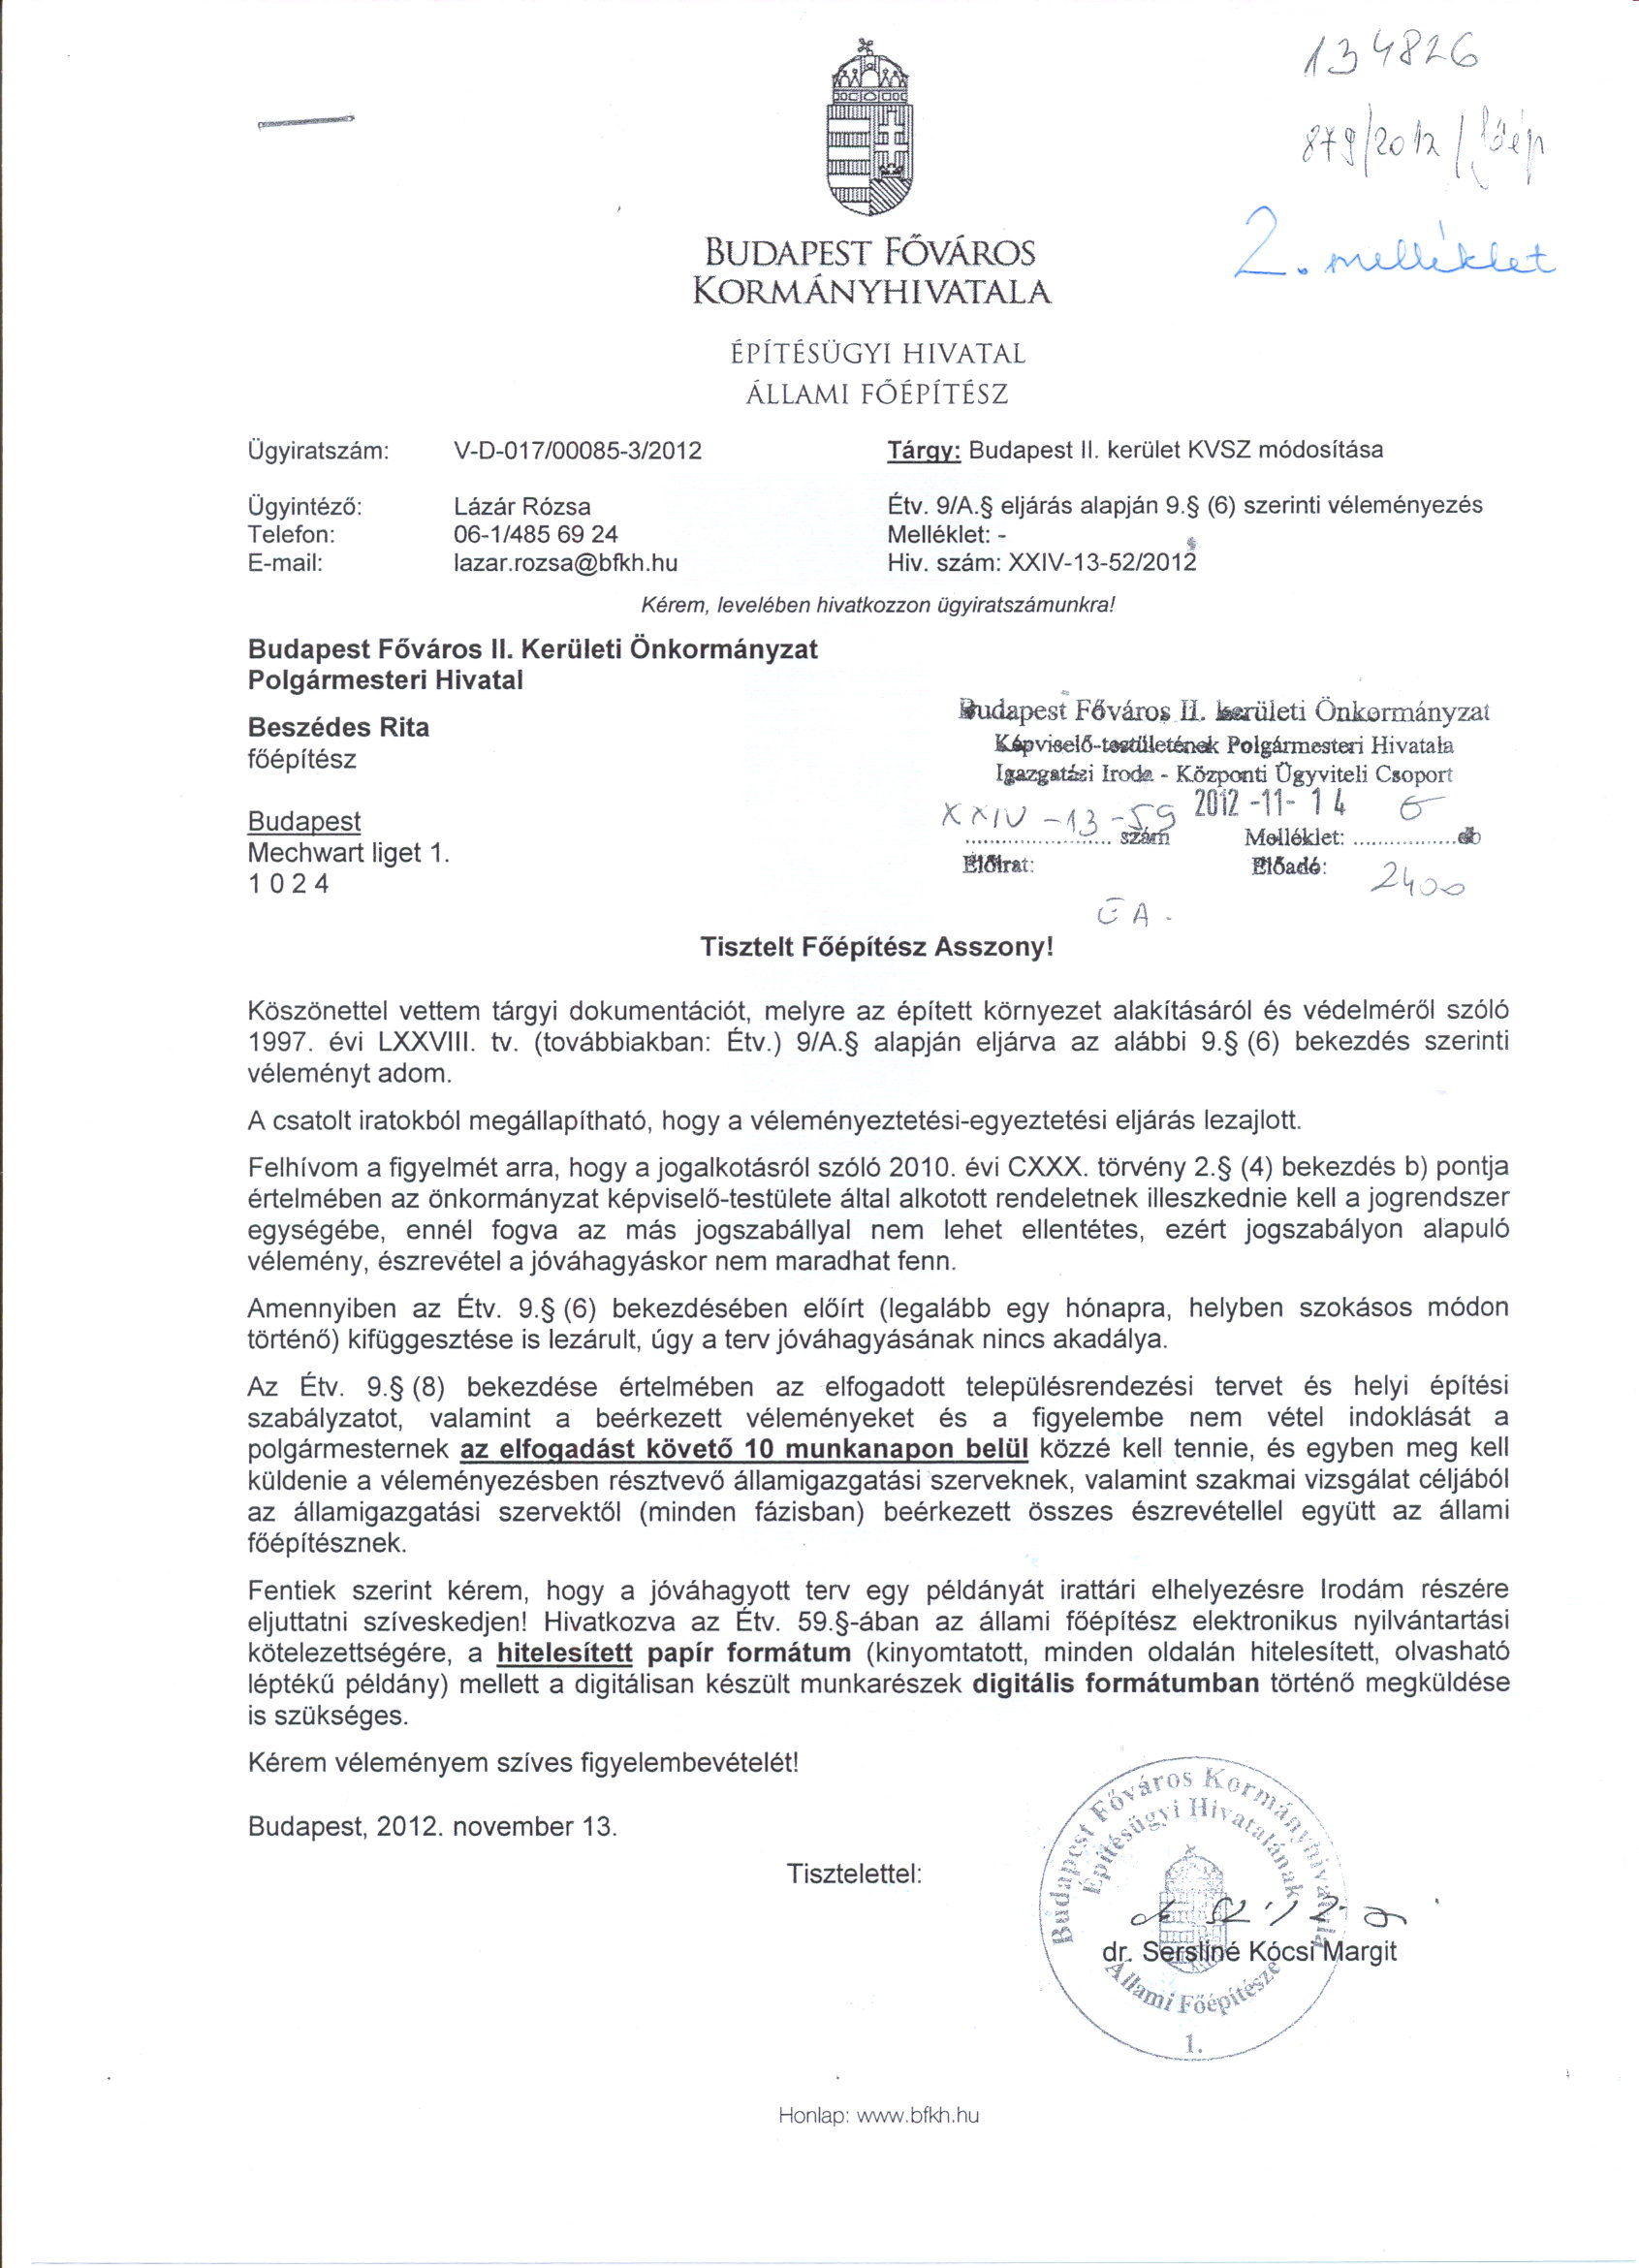 134826
879/2012/főép
2. melléklet
BUDAPEST FŐVÁROS
KORMÁNYHIVATALA
ÉPÍTÉSÜGYI HIVATAL
ÁLLAMI FŐÉPÍTÉSZ
Ügyiratszám: V-D-017/00085-3/2012 Tárgy: Budapest II. kerület KVSZ módosítása
Ügyintéző: Lázár Rózsa Étv. 9/A.§ eljárás alapján 9.§ (6) szerinti véleményezés
Telefon: 06-1/485 69 24 Melléklet: -
E-mail: lazar.rozsa@bfkh.hu Hiv. szám: XXIV-13-52/2012
Kérem, levelében hivatkozzon ügyiratszámunkra!
Budapest Főváros II. Kerületi Önkormányzat
Polgármesteri Hivatal
Beszédes Rita
főépítész
Budapest
Mechwart liget 1.
1 0 2 4
Budapest Főváros II. kerületi Önkormányzat
Képviselő-testületének Polgármesteri Hivatala
Igazgatási Iroda - Központi Ügyviteli Csoport
2012 -11- 14
XXIV-13-59 szám Melléklet: ................. db
Előirat: Előadó: 2400
Tisztelt Főépítész Asszony!
Köszönettel vettem tárgyi dokumentációt, melyre az épített környezet alakításáról és védelméről szóló
1997. évi LXXVIII. tv. (továbbiakban: Étv.) 9/A.§ alapján eljárva az alábbi 9.§ (6) bekezdés szerinti
véleményt adom.
A csatolt iratokból megállapítható, hogy a véleményeztetési-egyeztetési eljárás lezajlott.
Felhívom a figyelmét arra, hogy a jogalkotásról szóló 2010. évi CXXX. törvény 2.§ (4) bekezdés b) pontja
értelmében az önkormányzat képviselő-testülete által alkotott rendeletnek illeszkednie kell a jogrendszer
egységébe, ennél fogva az más jogszabállyal nem lehet ellentétes, ezért jogszabályon alapuló
vélemény, észrevétel a jóváhagyáskor nem maradhat fenn.
Amennyiben az Étv. 9.§ (6) bekezdésében előírt (legalább egy hónapra, helyben szokásos módon
történő) kifüggesztése is lezárult, úgy a terv jóváhagyásának nincs akadálya.
Az Étv. 9.§ (8) bekezdése értelmében az elfogadott településrendezési tervet és helyi építési
szabályzatot, valamint a beérkezett véleményeket és a figyelembe nem vétel indoklását a
polgármesternek az elfogadást követő 10 munkanapon belül közzé kell tennie, és egyben meg kell
küldenie a véleményezésben résztvevő államigazgatási szerveknek, valamint szakmai vizsgálat céljából
az államigazgatási szervektől (minden fázisban) beérkezett összes észrevétellel együtt az állami
főépítésznek.
Fentiek szerint kérem, hogy a jóváhagyott terv egy példányát irattári elhelyezésre Irodám részére
eljuttatni szíveskedjen! Hivatkozva az Étv. 59.§-ában az állami főépítész elektronikus nyilvántartási
kötelezettségére, a hitelesített papír formátum (kinyomtatott, minden oldalán hitelesített, olvasható
léptékű példány) mellett a digitálisan készült munkarészek digitális formátumban történő megküldése
is szükséges.
Kérem véleményem szíves figyelembevételét!
Budapest, 2012. november 13.
Tisztelettel:
Budapest Főváros Kormányhivatala
Építésügyi Hivatalának
Állami Főépítésze
1.
dr. Sersliné Kócsi Margit
Honlap: www.bfkh.hu